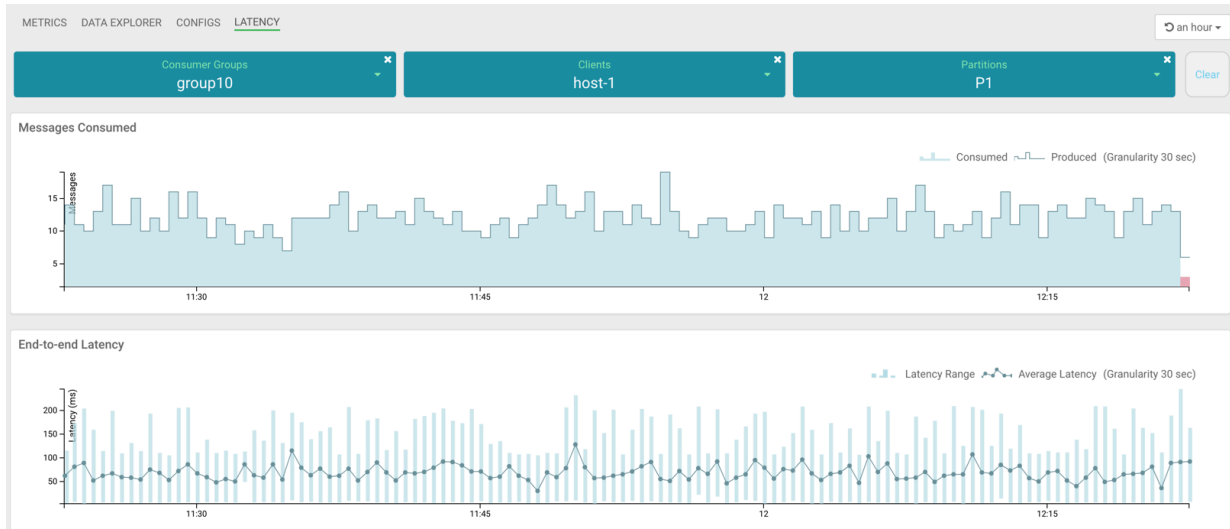 METRICS DATA EXPLORER CONFIGS LATENCY
an hour
Consumer Groups
group10
Clients
host-1
Partitions
P1
Clear
Messages Consumed
Consumed Produced (Granularity 30 sec)
Messages
15
10
5
11:30 11:45 12 12:15
End-to-end Latency
Latency Range Average Latency (Granularity 30 sec)
Latency (ms)
200
150
100
50
11:30 11:45 12 12:15